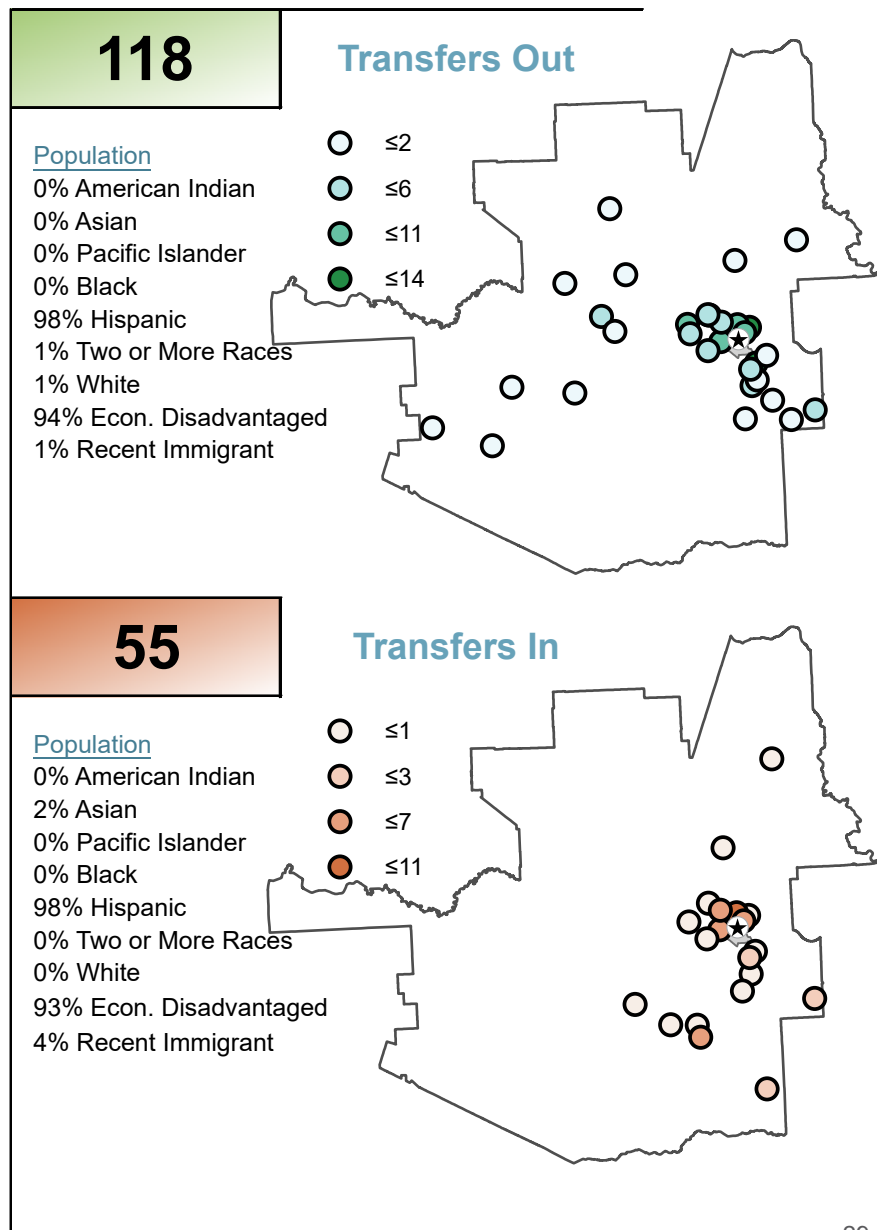 118
Transfers Out
Population
0% American Indian
0% Asian
0% Pacific Islander
0% Black
98% Hispanic
1% Two or More Races
1% White
94% Econ. Disadvantaged
1% Recent Immigrant
≤2
≤6
≤11
≤14
55
Transfers In
Population
0% American Indian
2% Asian
0% Pacific Islander
0% Black
98% Hispanic
0% Two or More Races
0% White
93% Econ. Disadvantaged
4% Recent Immigrant
≤1
≤3
≤7
≤11